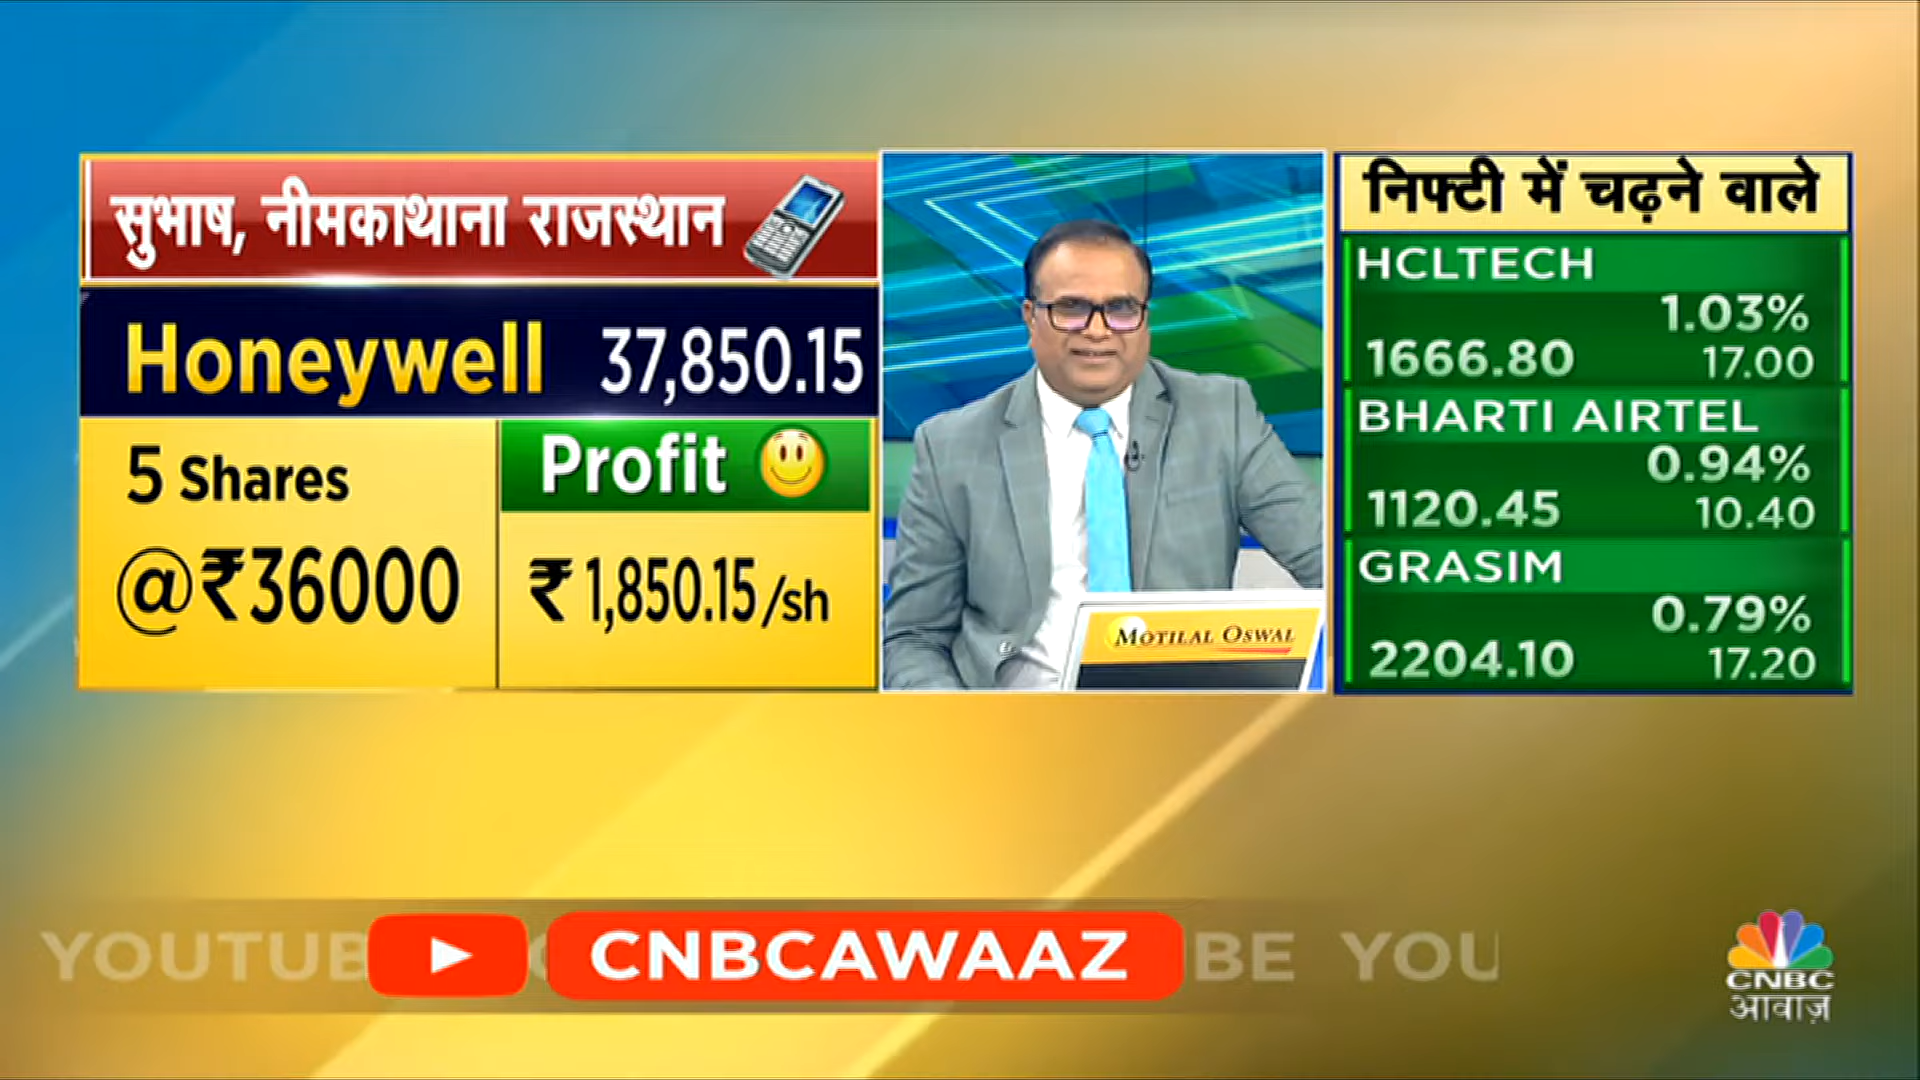 सुभाष, नीमकाथाना राजस्थान
Honeywell 37,850.15
5 Shares
@₹36000
Profit
₹ 1,850.15/sh
MOTILAL OSWAL
निफ्टी में चढ़ने वाले
HCLTECH
1.03%
1666.80 17.00
BHARTI AIRTEL
0.94%
1120.45 10.40
GRASIM
0.79%
2204.10 17.20
YOUTUB CNBCAWAAZ BE YOU
CNBC
आवाज़